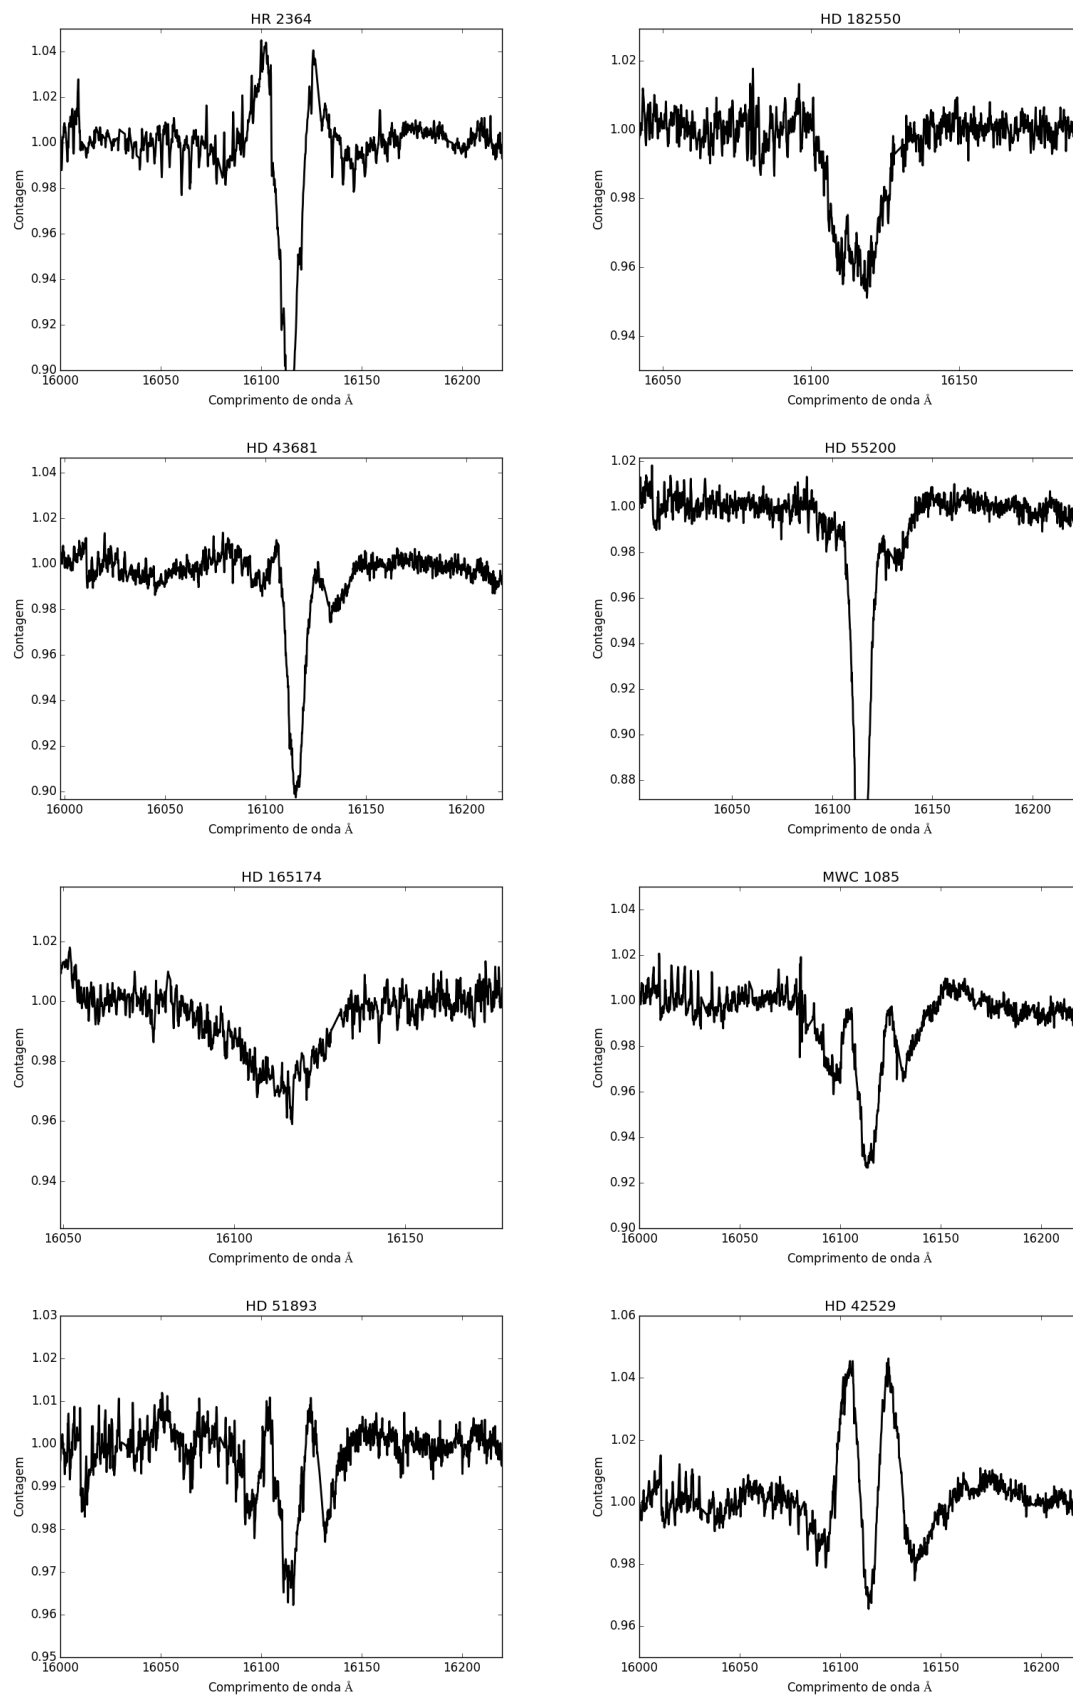 HR 2364
1.04
1.02
1.00
0.98
0.96
0.94
0.92
0.90
Contagem
16000 16050 16100 16150 16200
Comprimento de onda Å
HD 182550
1.02
1.00
0.98
0.96
0.94
Contagem
16050 16100 16150
Comprimento de onda Å
HD 43681
1.04
1.02
1.00
0.98
0.96
0.94
0.92
0.90
Contagem
16000 16050 16100 16150 16200
Comprimento de onda Å
HD 55200
1.02
1.00
0.98
0.96
0.94
0.92
0.90
0.88
Contagem
16050 16100 16150 16200
Comprimento de onda Å
HD 165174
1.02
1.00
0.98
0.96
0.94
Contagem
16050 16100 16150
Comprimento de onda Å
MWC 1085
1.04
1.02
1.00
0.98
0.96
0.94
0.92
0.90
Contagem
16000 16050 16100 16150 16200
Comprimento de onda Å
HD 51893
1.03
1.02
1.01
1.00
0.99
0.98
0.97
0.96
0.95
Contagem
16000 16050 16100 16150 16200
Comprimento de onda Å
HD 42529
1.06
1.04
1.02
1.00
0.98
0.96
Contagem
16000 16050 16100 16150 16200
Comprimento de onda Å